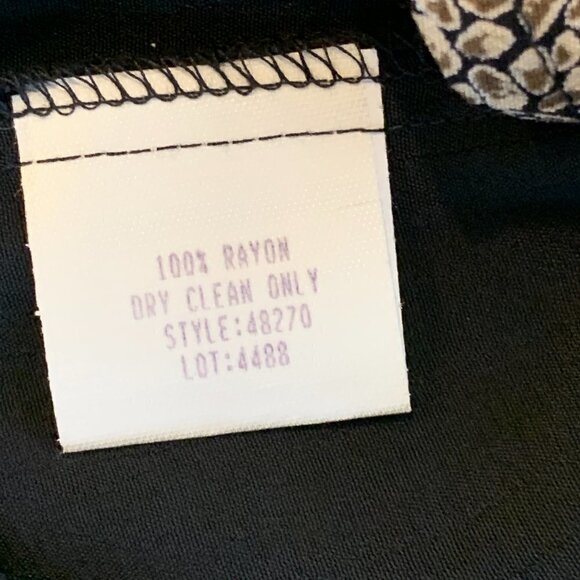 100% RAYON
DRY CLEAN ONLY
STYLE:48270
LOT:4488